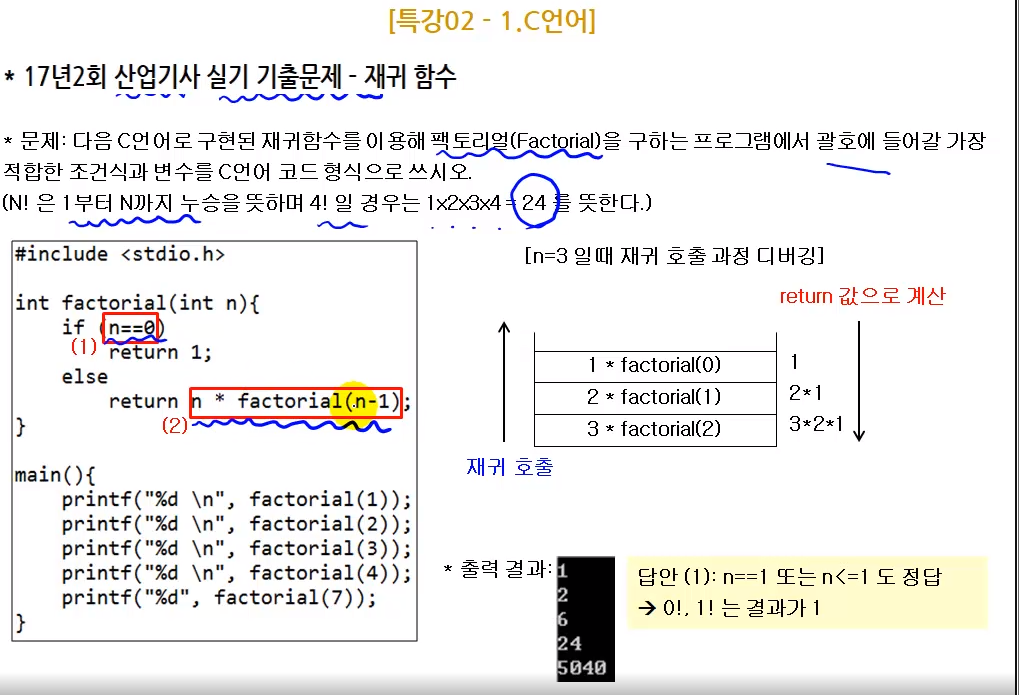 [특강02 - 1.C언어]
* 17년2회 산업기사 실기 기출문제 - 재귀 함수
* 문제: 다음 C언어로 구현된 재귀함수를 이용해 팩토리얼(Factorial)을 구하는 프로그램에서 괄호에 들어갈 가장
적합한 조건식과 변수를 C언어 코드 형식으로 쓰시오.
(N! 은 1부터 N까지 누승을 뜻하며 4! 일 경우는 1x2x3x4 = 24 를 뜻한다.)
#include <stdio.h>
int factorial(int n){
if (n==0)
(1)
return 1;
else
return n * factorial(n-1);
(2)
}
main(){
printf("%d \n", factorial(1));
printf("%d \n", factorial(2));
printf("%d \n", factorial(3));
printf("%d \n", factorial(4));
printf("%d", factorial(7));
}
[n=3 일때 재귀 호출 과정 디버깅]
return 값으로 계산
1 * factorial(0) 1
2 * factorial(1) 2*1
3 * factorial(2) 3*2*1
재귀 호출
* 출력 결과:
1
2
6
24
5040
답안 (1): n==1 또는 n<=1 도 정답
→ 0!, 1! 는 결과가 1